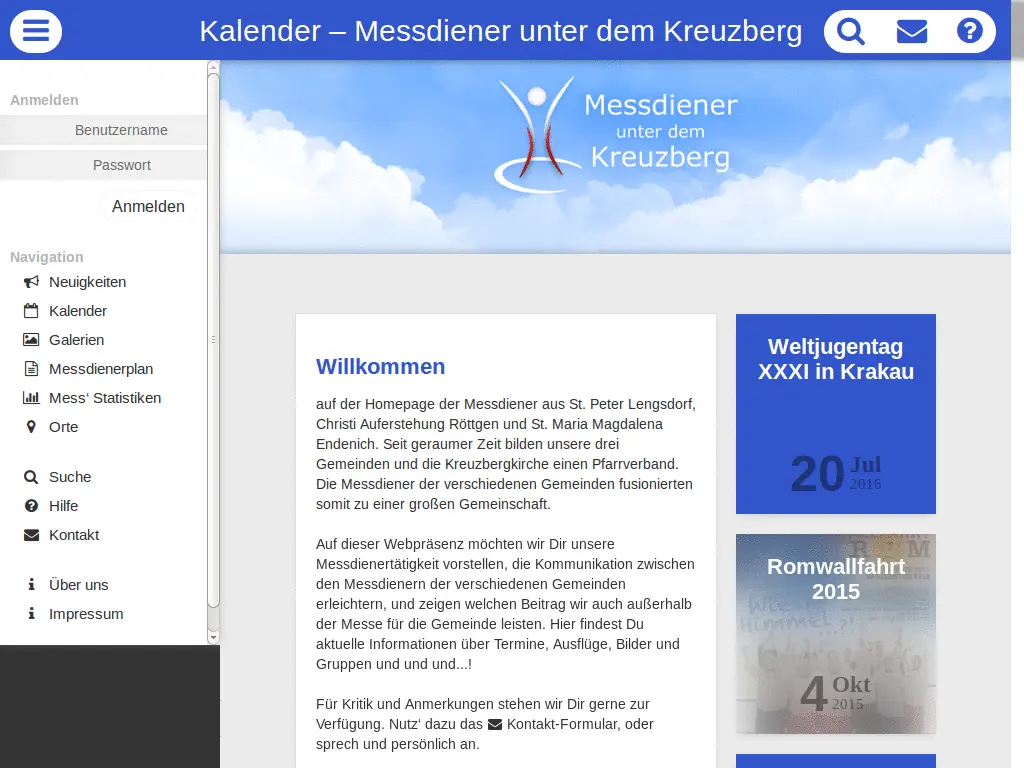 Kalender – Messdiener unter dem Kreuzberg
Anmelden
Benutzername
Passwort
Anmelden
Navigation
Neuigkeiten
Kalender
Galerien
Messdienerplan
Mess‘ Statistiken
Orte
Suche
Hilfe
Kontakt
Über uns
Impressum
Messdiener
unter dem
Kreuzberg
Willkommen
auf der Homepage der Messdiener aus St. Peter Lengsdorf,
Christi Auferstehung Röttgen und St. Maria Magdalena
Endenich. Seit geraumer Zeit bilden unsere drei
Gemeinden und die Kreuzbergkirche einen Pfarrverband.
Die Messdiener der verschiedenen Gemeinden fusionierten
somit zu einer großen Gemeinschaft.
Auf dieser Webpräsenz möchten wir Dir unsere
Messdienertätigkeit vorstellen, die Kommunikation zwischen
den Messdienern der verschiedenen Gemeinden
erleichtern, und zeigen welchen Beitrag wir auch außerhalb
der Messe für die Gemeinde leisten. Hier findest Du
aktuelle Informationen über Termine, Ausflüge, Bilder und
Gruppen und und und...!
Für Kritik und Anmerkungen stehen wir Dir gerne zur
Verfügung. Nutz‘ dazu das Kontakt-Formular, oder
sprech und persönlich an.
Weltjugentag
XXXI in Krakau
20 Jul
2016
Romwallfahrt
2015
4 Okt
2015